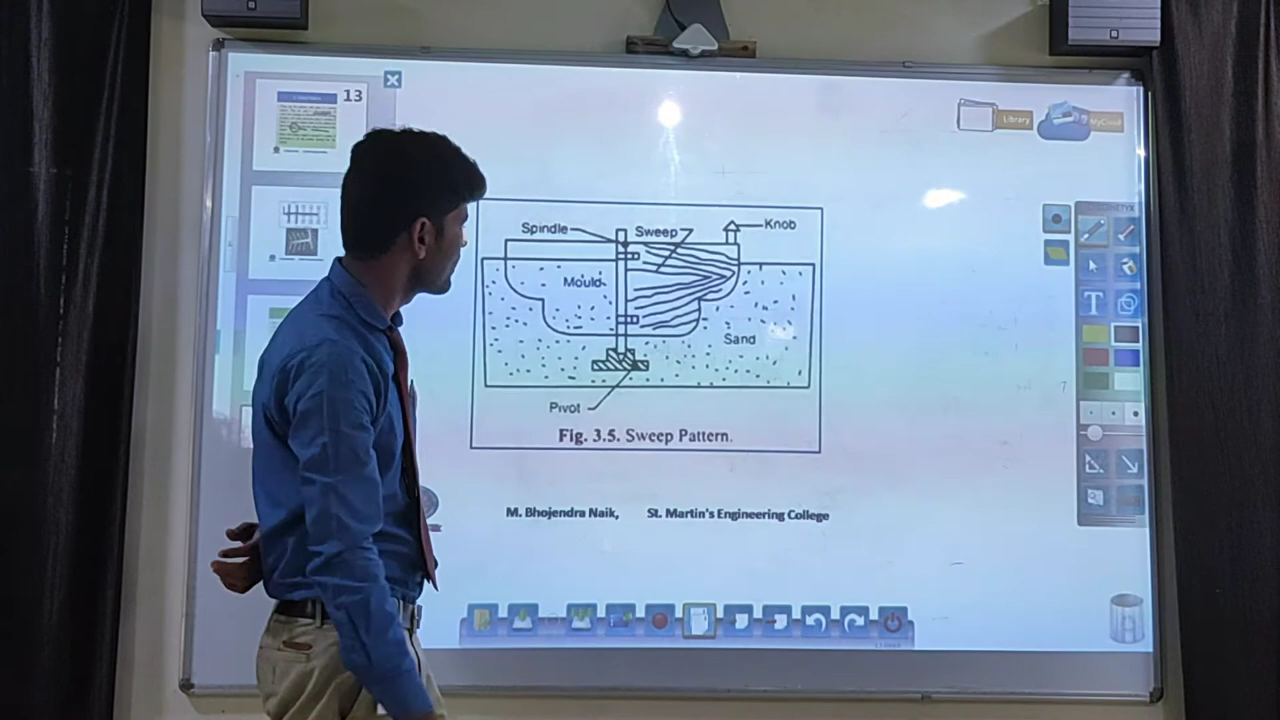 13
Library
MyCloud
Spindle
Sweep
Knob
Mould
Sand
Pivot
Fig. 3.5. Sweep Pattern.
M. Bhojendra Naik, St. Martin's Engineering College
T